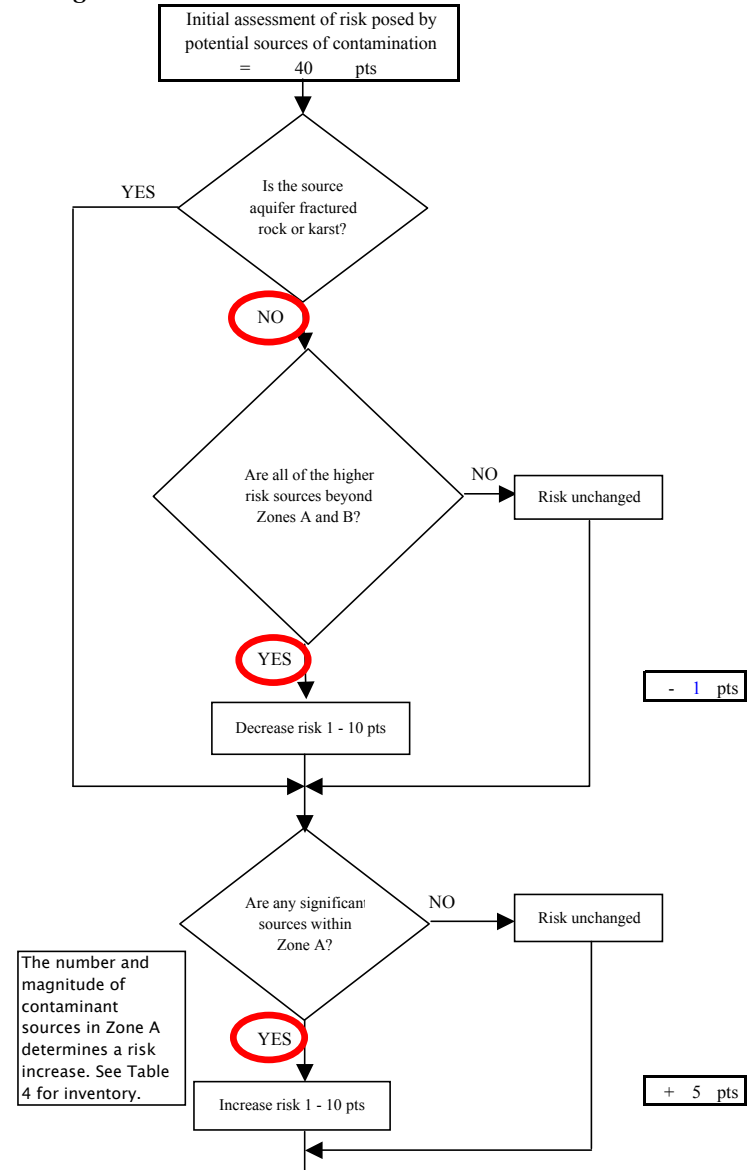 Initial assessment of risk posed by
potential sources of contamination
= 40 pts
YES
Is the source
aquifer fractured
rock or karst?
NO
Are all of the higher
risk sources beyond
Zones A and B?
NO
Risk unchanged
YES
- 1 pts
Decrease risk 1 - 10 pts
Are any significant
sources within
Zone A?
NO
Risk unchanged
The number and
magnitude of
contaminant
sources in Zone A
determines a risk
increase. See Table
4 for inventory.
YES
Increase risk 1 - 10 pts
+ 5 pts